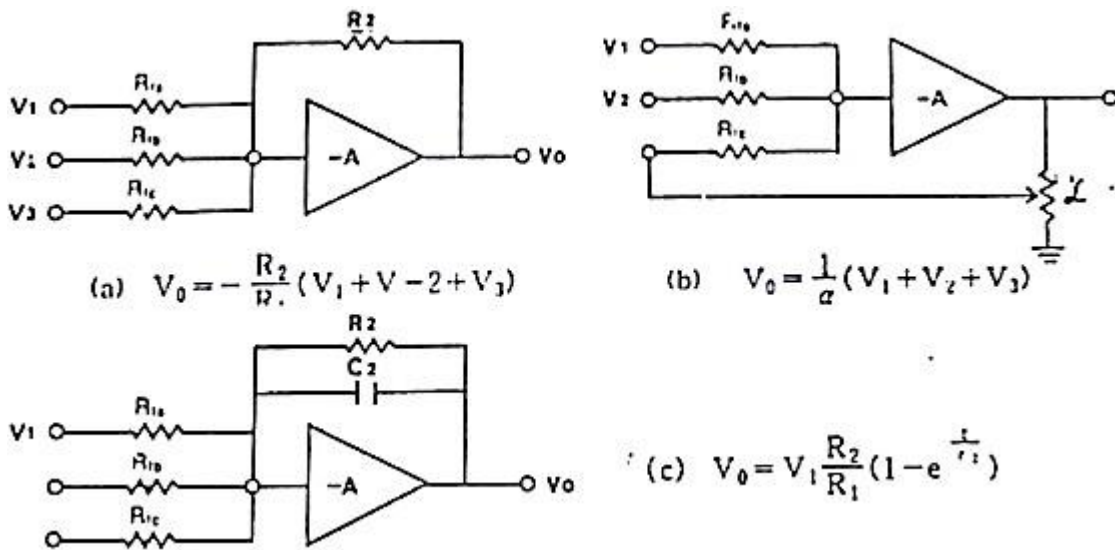 R2
R1a
V1
-A
R1b
V2
Vo
R1c
V3
(a) V₀ = - R₂/R. (V₁ + V - 2 + V₃)
V1
R1b
V2
-A
R1c
(b) V₀ = 1/α (V₁ + V₂ + V₃)
R2
C2
R1a
V1
R1b
-A
Vo
R1c
(c) V₀ = V₁ R₂/R₁ (1 - e